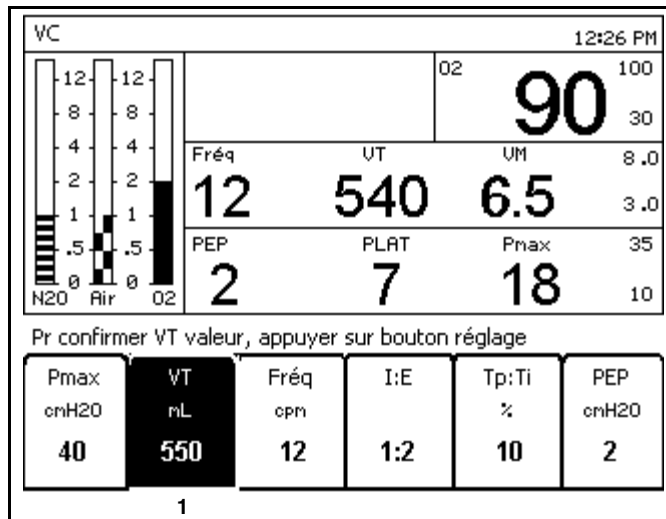 VC 12:26 PM
12 12 O2 90 100
8 8 30
4 4 Fréq VT VM 8.0
2 2 12 540 6.5
1 1 3.0
.5 .5 PEP PLAT Pmax 35
0 0 2 7 18
N2O Air O2 10
Pr confirmer VT valeur, appuyer sur bouton réglage
Pmax VT Fréq I:E Tp:Ti PEP
cmH2O mL cpm % cmH2O
40 550 12 1:2 10 2
1